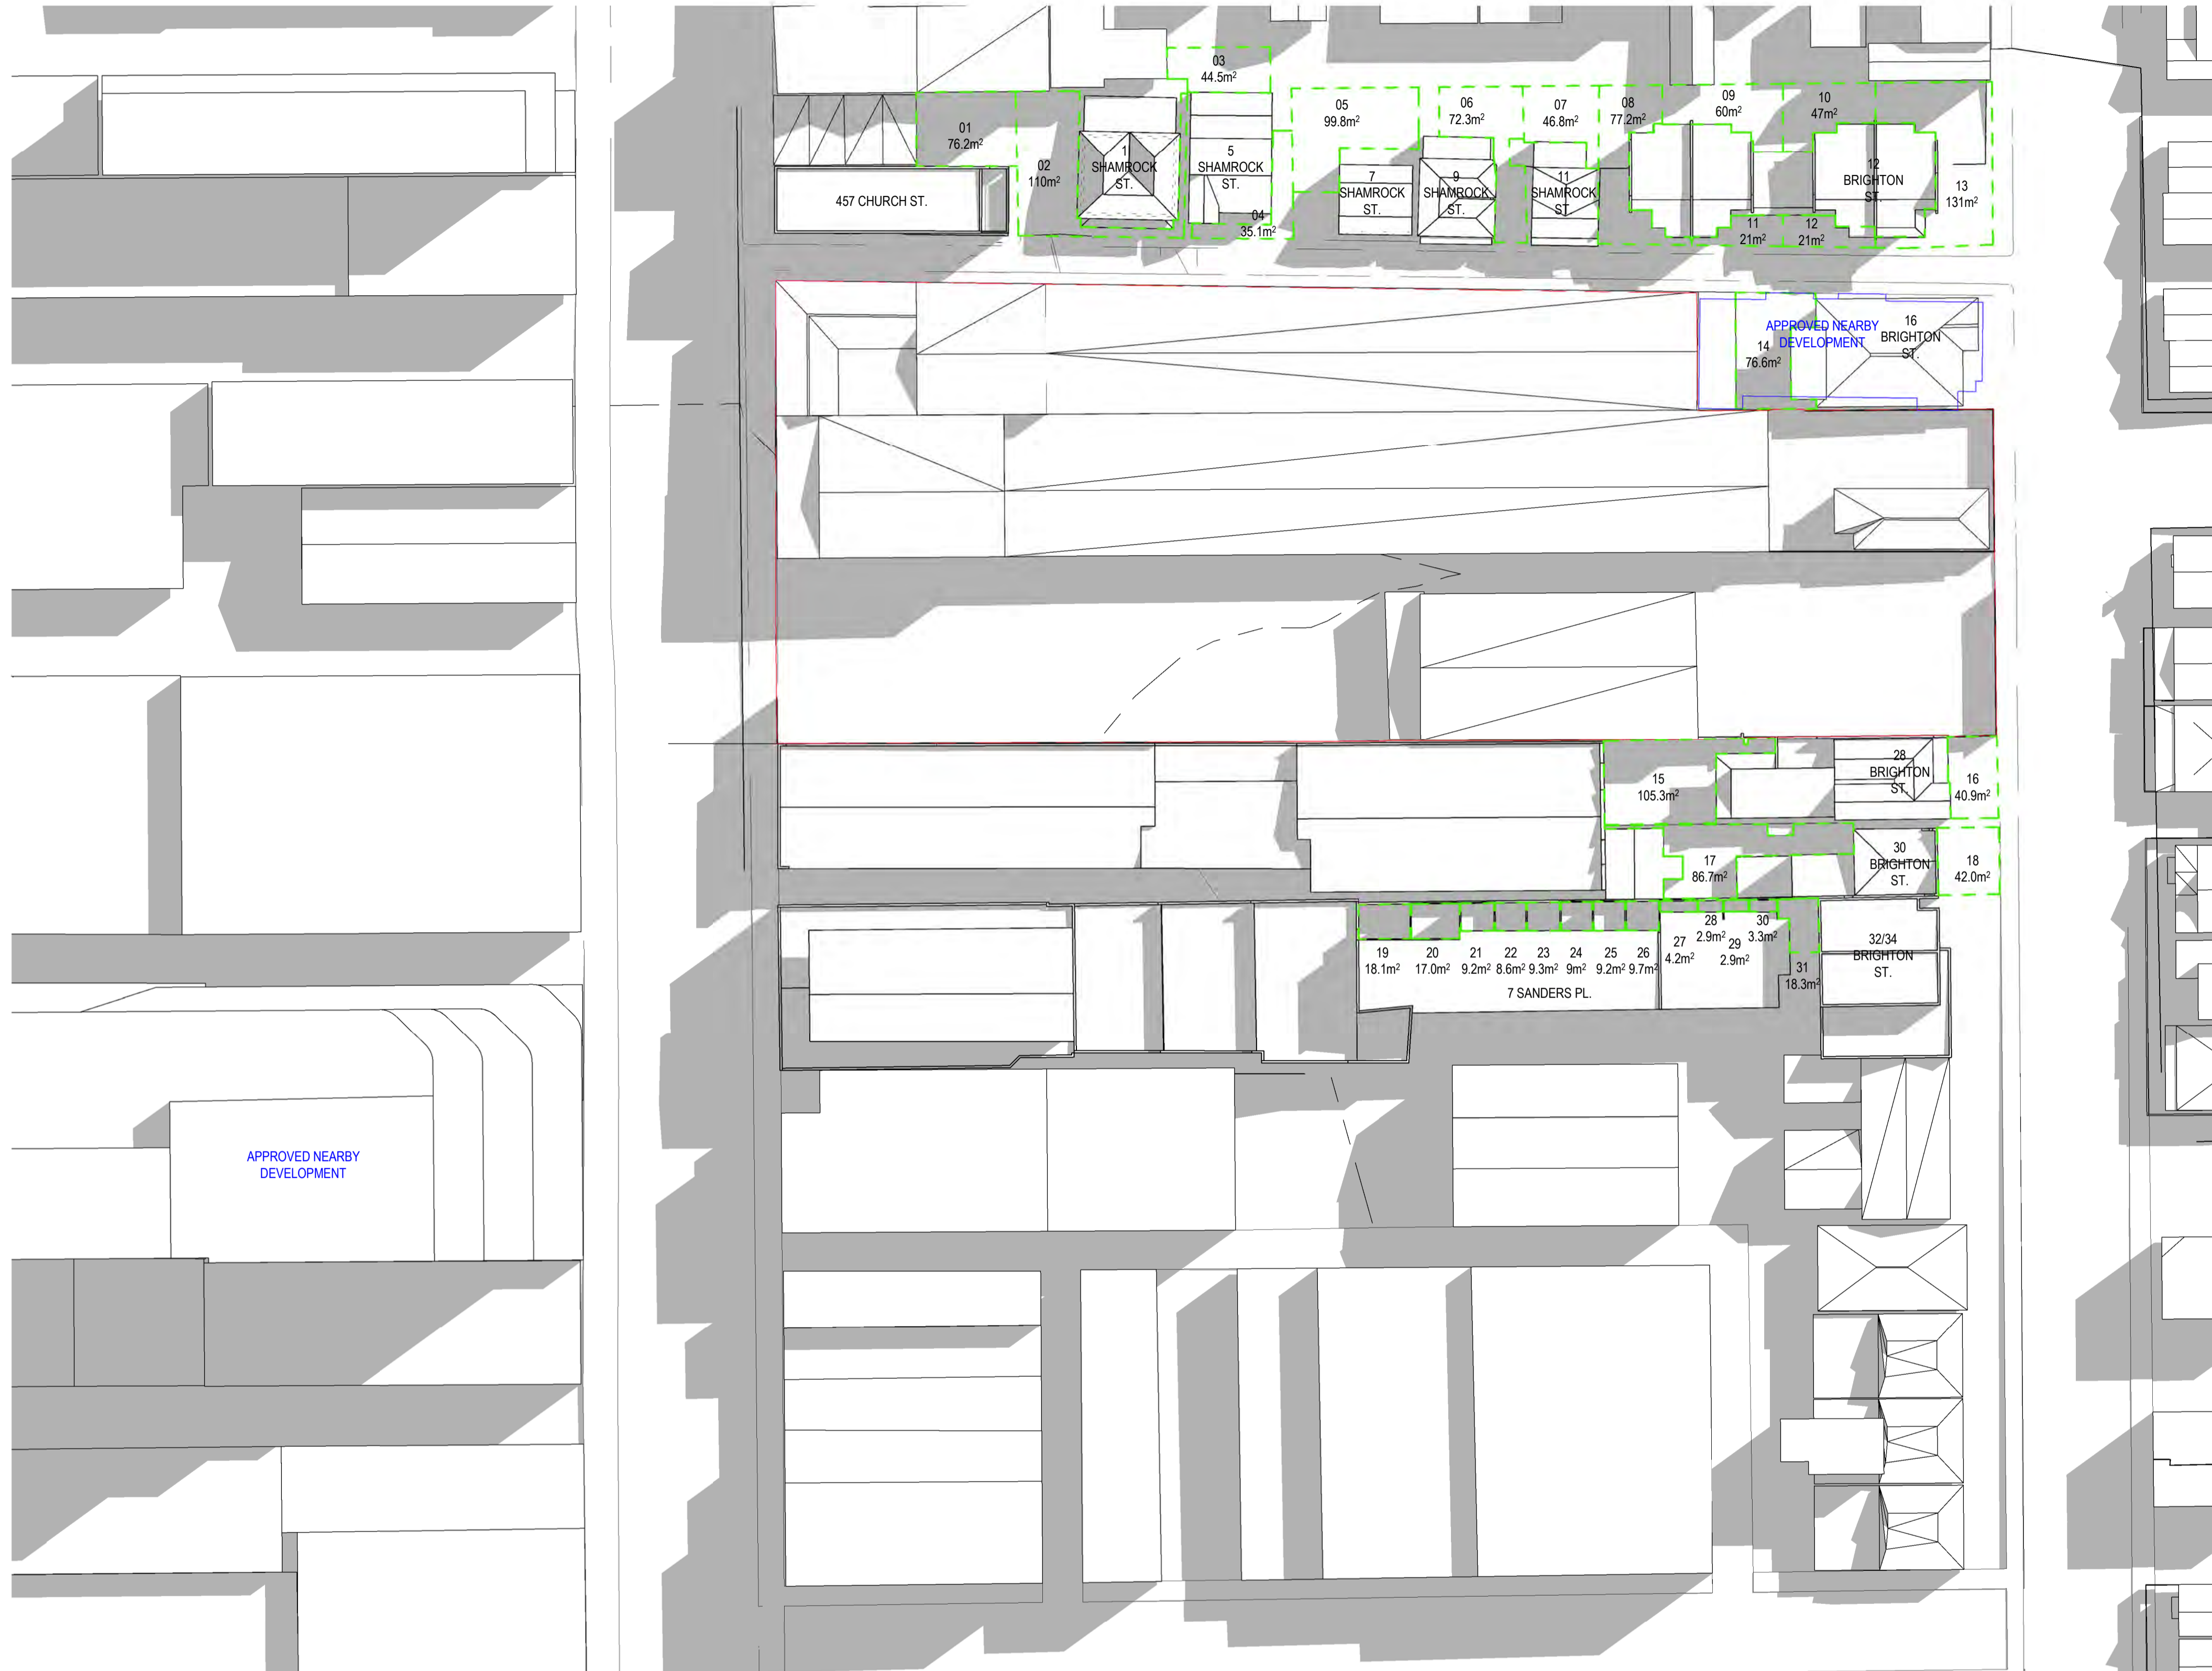 03
44.5m²
01
76.2m²
02
110m²
1
SHAMROCK
ST.
5
SHAMROCK
ST.
04
35.1m²
457 CHURCH ST.
05
99.8m²
06
72.3m²
07
46.8m²
08
77.2m²
09
60m²
10
47m²
7
SHAMROCK
ST.
9
SHAMROCK
ST.
11
SHAMROCK
ST.
12
BRIGHTON
ST.
13
131m²
11
21m²
12
21m²
APPROVED NEARBY
DEVELOPMENT
14
76.6m²
16
BRIGHTON
ST.
15
105.3m²
28
BRIGHTON
ST.
16
40.9m²
17
86.7m²
30
BRIGHTON
ST.
18
42.0m²
19
18.1m²
20
17.0m²
21
9.2m²
22
8.6m²
23
9.3m²
24
9m²
25
9.2m²
26
9.7m²
27
4.2m²
28
2.9m²
29
2.9m²
30
3.3m²
31
18.3m²
7 SANDERS PL.
32/34
BRIGHTON
ST.
APPROVED NEARBY
DEVELOPMENT